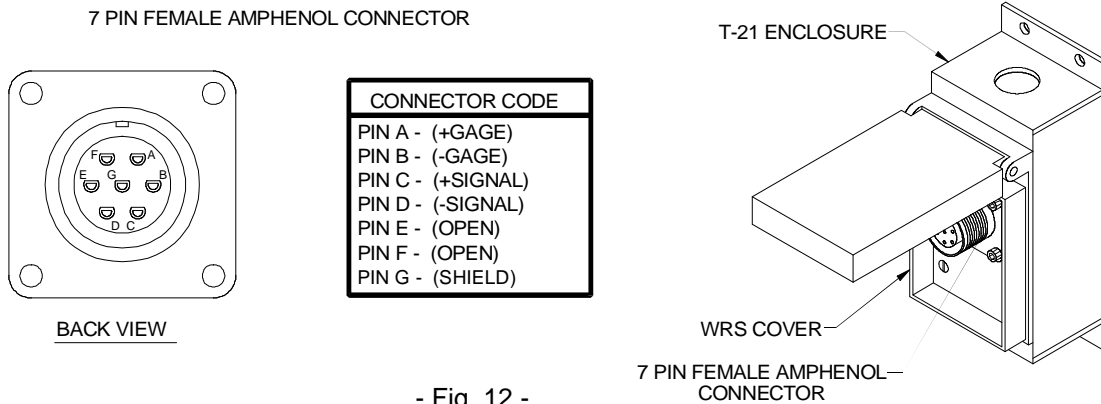 7 PIN FEMALE AMPHENOL CONNECTOR
F A
E G B
D C
BACK VIEW
CONNECTOR CODE
PIN A - (+GAGE)
PIN B - (-GAGE)
PIN C - (+SIGNAL)
PIN D - (-SIGNAL)
PIN E - (OPEN)
PIN F - (OPEN)
PIN G - (SHIELD)
T-21 ENCLOSURE
WRS COVER
7 PIN FEMALE AMPHENOL
CONNECTOR
- Fig. 12 -